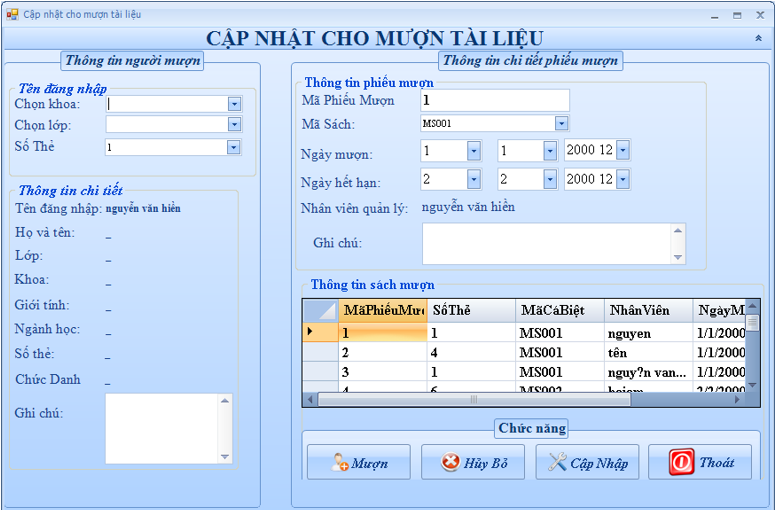 Cập nhật cho mượn tài liệu
CẬP NHẬT CHO MƯỢN TÀI LIỆU
Thông tin người mượn
Tên đăng nhập
Chọn khoa:
Chọn lớp:
Số Thẻ 1
Thông tin chi tiết
Tên đăng nhập: nguyễn văn hiển
Họ và tên: _
Lớp: _
Khoa: _
Giới tính: _
Ngành học: _
Số thẻ: _
Chức Danh _
Ghi chú:
Thông tin chi tiết phiếu mượn
Thông tin phiếu mượn
Mã Phiếu Mượn 1
Mã Sách: MS001
Ngày mượn: 1 1 2000 12
Ngày hết hạn: 2 2 2000 12
Nhân viên quản lý: nguyễn văn hiển
Ghi chú:
Thông tin sách mượn
MãPhiếuMượ SốThẻ MãCáBiệt NhânViên NgàyM
1 1 MS001 nguyen 1/1/2000
2 4 MS001 tên 1/1/2000
3 1 MS001 nguy?n van... 1/1/2000
4 6 MS002 2/2/2000
Chức năng
Mượn Hủy Bỏ Cập Nhập Thoát